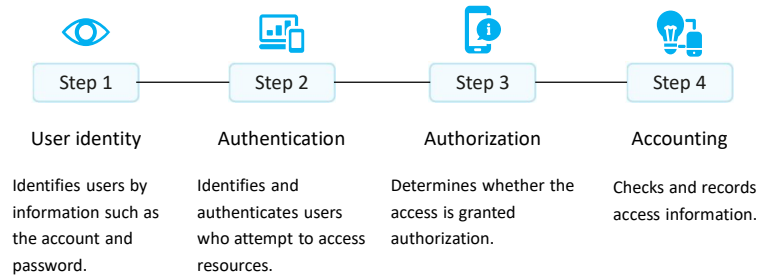 Step 1
Step 2
Step 3
Step 4
User identity
Authentication
Authorization
Accounting
Identifies users by
information such as
the account and
password.
Identifies and
authenticates users
who attempt to access
resources.
Determines whether the
access is granted
authorization.
Checks and records
access information.